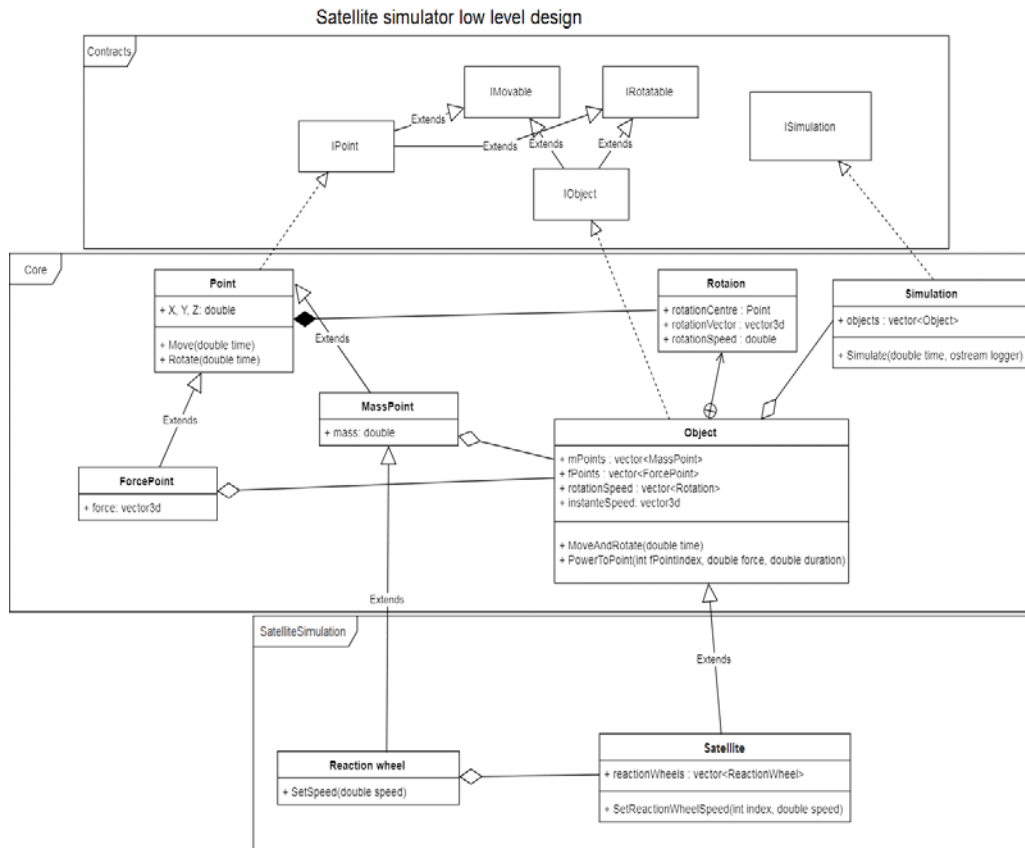 Satellite simulator low level design
Contracts
IMovable
IRotatable
ISimulation
Extends
IPoint
Extends
Extends
Extends
IObject
Core
Point
+ X, Y, Z: double
+ Move(double time)
+ Rotate(double time)
Rotaion
+ rotationCentre : Point
+ rotationVector : vector3d
+ rotationSpeed : double
Simulation
+ objects : vector<Object>
+ Simulate(double time, ostream logger)
Extends
MassPoint
+ mass: double
Extends
ForcePoint
+ force: vector3d
Object
+ mPoints : vector<MassPoint>
+ fPoints : vector<ForcePoint>
+ rotationSpeed : vector<Rotation>
+ instanteSpeed: vector3d
+ MoveAndRotate(double time)
+ PowerToPoint(int fPointIndex, double force, double duration)
Extends
SatelliteSimulation
Extends
Reaction wheel
+ SetSpeed(double speed)
Satellite
+ reactionWheels : vector<ReactionWheel>
+ SetReactionWheelSpeed(int index, double speed)